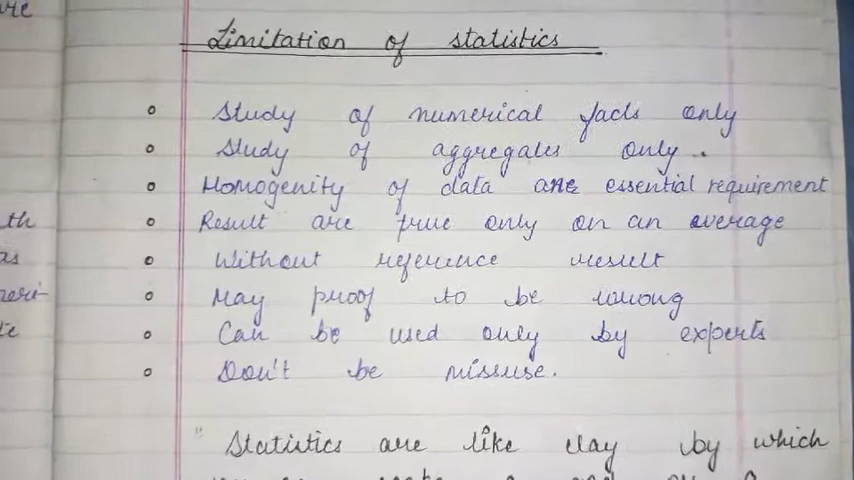 Limitation of statistics
Study of numerical facts only
Study of aggregates only.
Homogenity of data are essential requirement
Result are true only on an average
Without reference result
May proof to be wrong
Can be used only by experts
Don't be missuse.
"Statistics are like clay by which
th
as